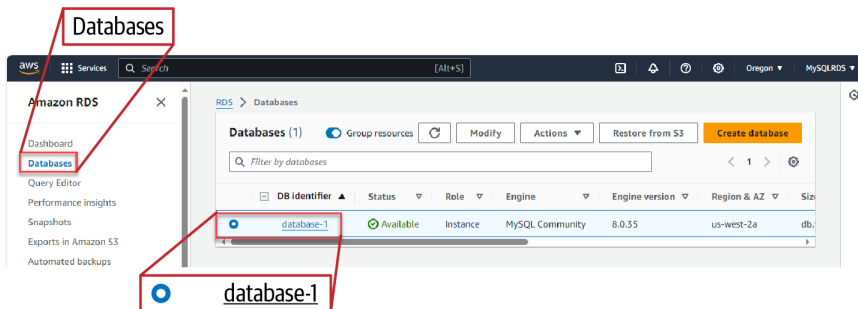 Databases
aws Services Search [Alt+S] Oregon ▼ MySQLRDS ▼
Amazon RDS
RDS > Databases
Databases (1) Group resources Modify Actions ▼ Restore from S3 Create database
Filter by databases < 1 >
Dashboard
Databases
Query Editor
Performance insights
Snapshots
Exports in Amazon S3
Automated backups
DB identifier ▲ Status Role Engine Engine version Region & AZ
database-1 Available Instance MySQL Community 8.0.35 us-west-2a db.
database-1